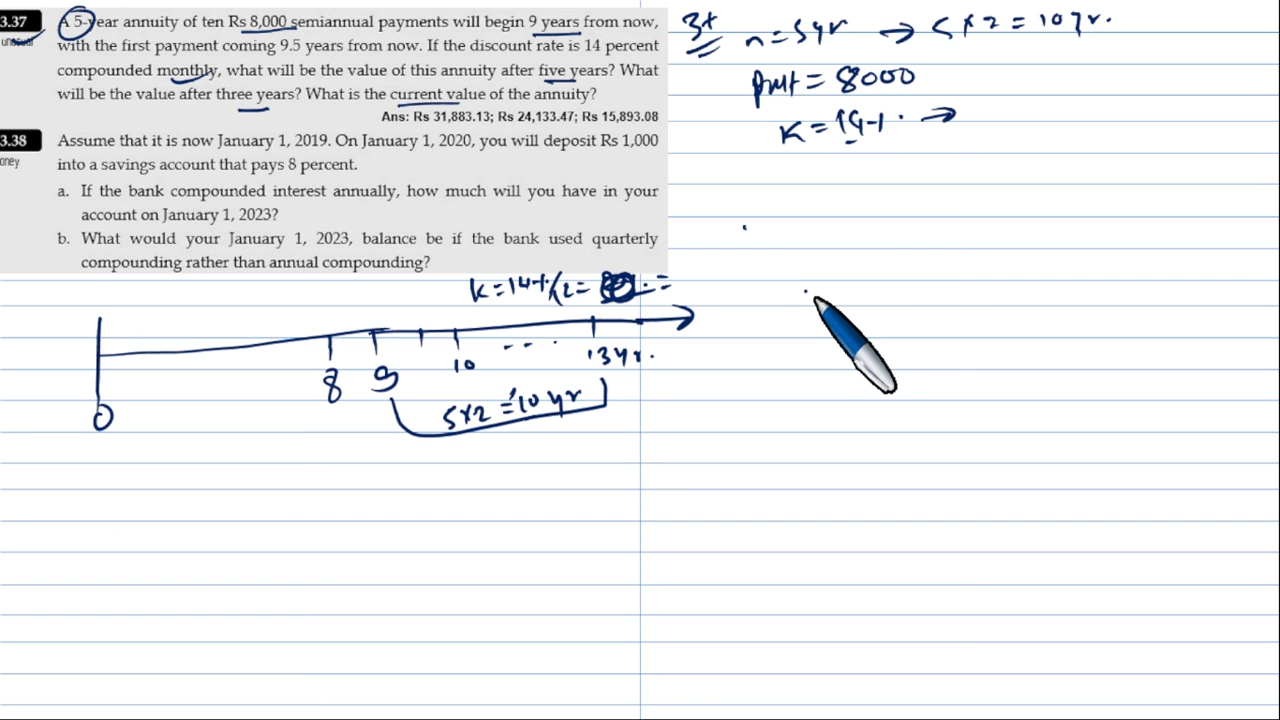 3.37
A 5-year annuity of ten Rs 8,000 semiannual payments will begin 9 years from now,
with the first payment coming 9.5 years from now. If the discount rate is 14 percent
compounded monthly, what will be the value of this annuity after five years? What
will be the value after three years? What is the current value of the annuity?
Ans: Rs 31,883.13; Rs 24,133.47; Rs 15,893.08
3.38
oney
Assume that it is now January 1, 2019. On January 1, 2020, you will deposit Rs 1,000
into a savings account that pays 8 percent.
a. If the bank compounded interest annually, how much will you have in your
account on January 1, 2023?
b. What would your January 1, 2023, balance be if the bank used quarterly
compounding rather than annual compounding?
n = 5yr → 5 × 2 = 10 yr.
pmt = 8000
K = 14%. →
K = 14%/2 = =
0 8 9 10 - - . 13 yr.
5×2 = 10 yr